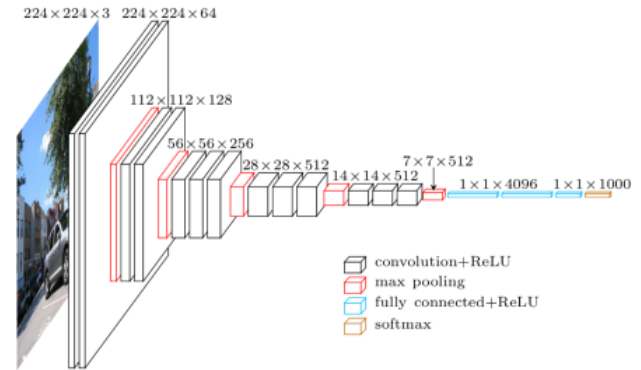 224×224×3 224×224×64
112×112×128
56×56×256
28×28×512
14×14×512
7×7×512
1×1×4096 1×1×1000
convolution+ReLU
max pooling
fully connected+ReLU
softmax